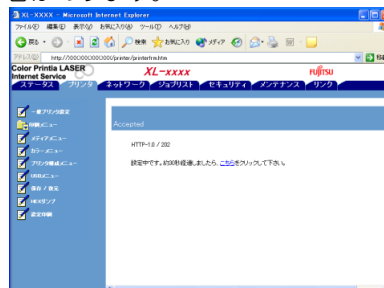 XL-XXXX - Microsoft Internet Explorer
ファイル(F) 編集(E) 表示(V) お気に入り(A) ツール(T) ヘルプ(H)
戻る 検索 お気に入り メディア
http://xxx.xxx.xxx.xxx/printer/printerfrm.htm
Color Printia LASER
Internet Service
XL-xxxx
FUJITSU
ステータス プリンタ ネットワーク ジョブリスト セキュリティ メンテナンス リンク
一般プリンタ設定
印刷メニュー
メディアメニュー
カラーメニュー
プリンタ構成メニュー
USBメニュー
保存 / 復元
HEXダンプ
設定印刷
Accepted
HTTP-1.0 / 202
設定中です。約30秒経過しましたら、こちらをクリックして下さい。